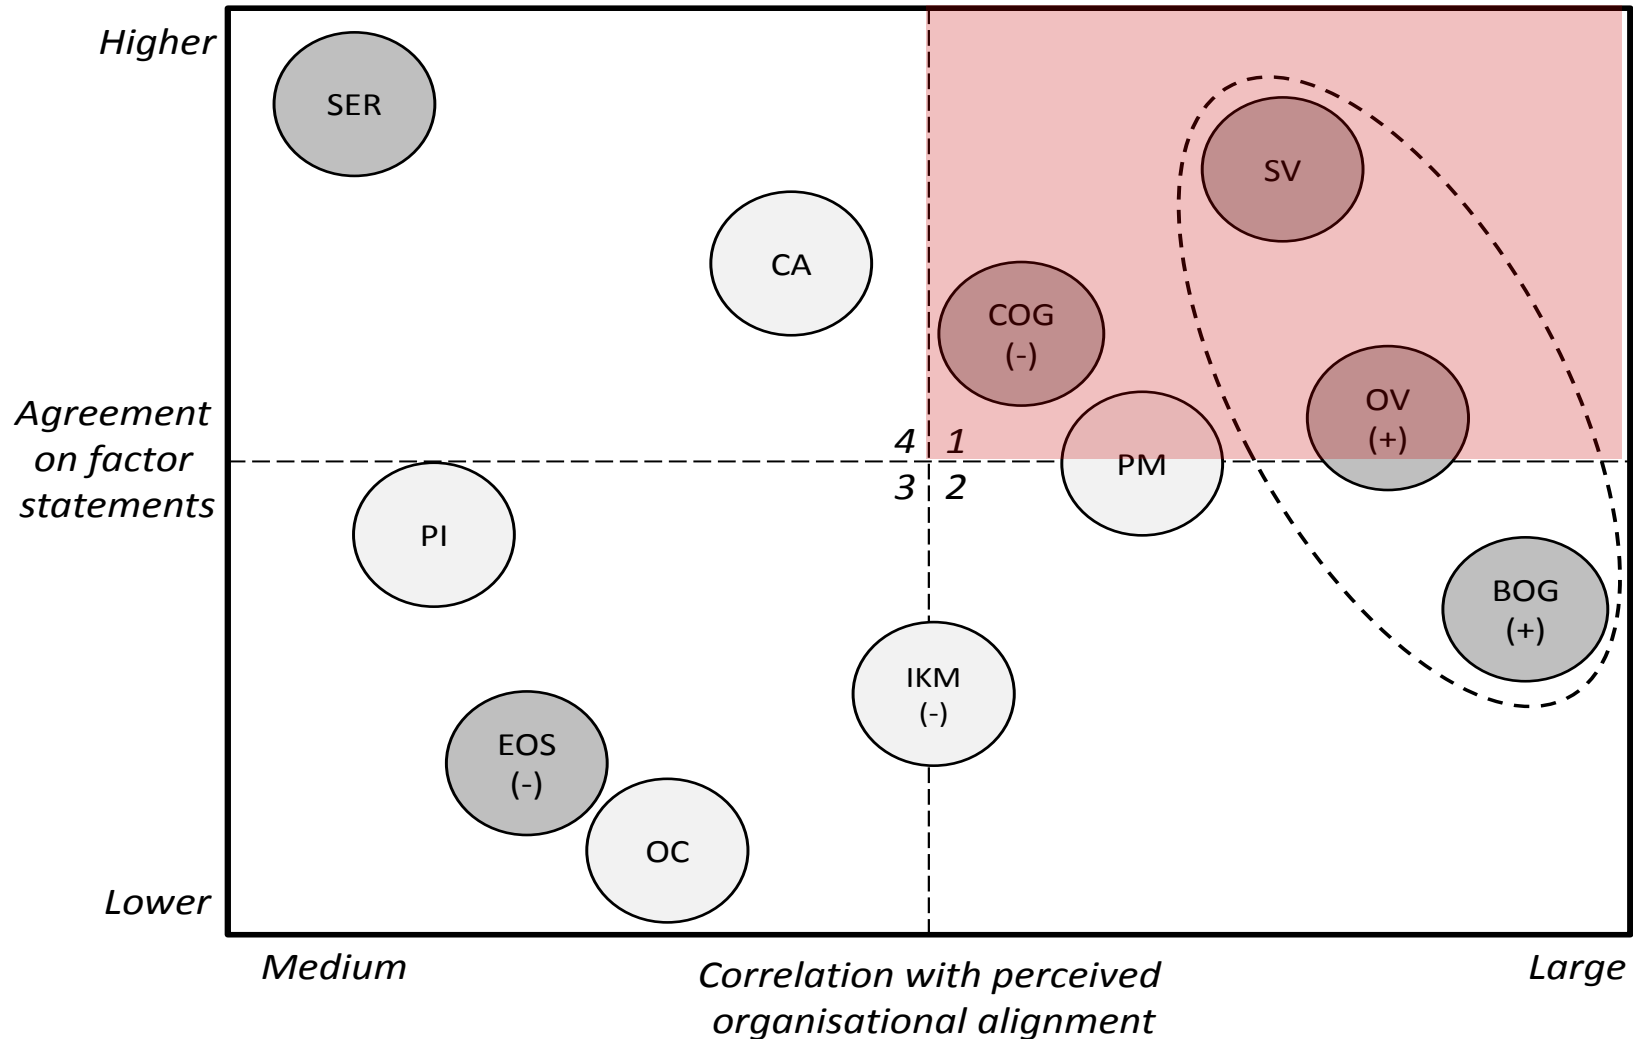 Higher
SER
SV
CA
COG
(-)
OV
(+)
Agreement
on factor
statements
4 1
3 2
PM
PI
BOG
(+)
IKM
(-)
EOS
(-)
OC
Lower
Medium
Correlation with perceived
organisational alignment
Large